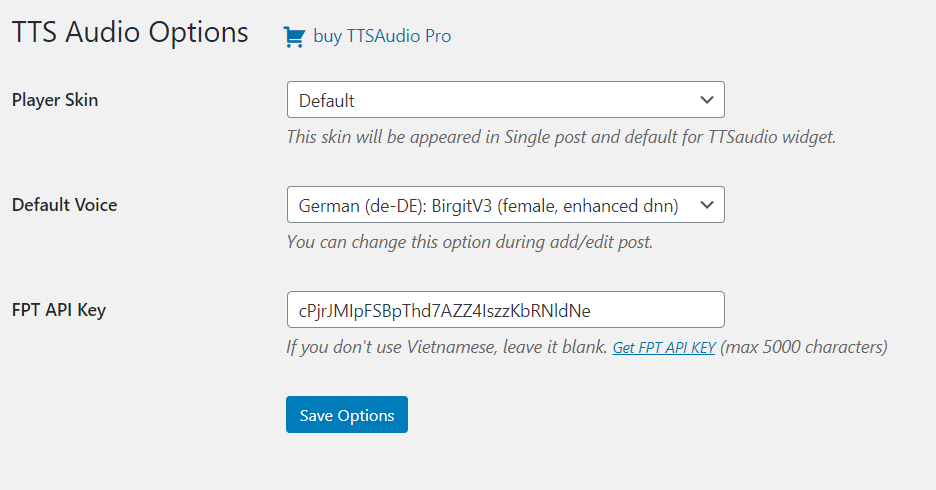 TTS Audio Options
buy TTSAudio Pro
Player Skin
Default
This skin will be appeared in Single post and default for TTSaudio widget.
Default Voice
German (de-DE): BirgitV3 (female, enhanced dnn)
You can change this option during add/edit post.
FPT API Key
cPjrJMIpFSBpThd7AZZ4IszzKbRNldNe
If you don't use Vietnamese, leave it blank. Get FPT API KEY (max 5000 characters)
Save Options